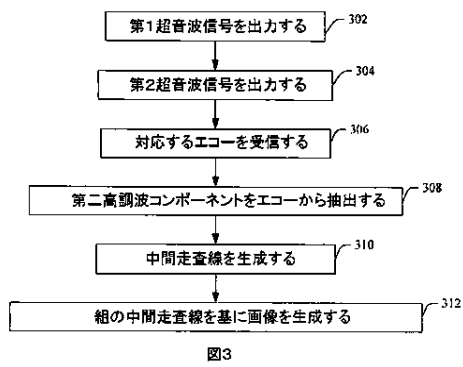 第1超音波信号を出力する 302
第2超音波信号を出力する 304
対応するエコーを受信する 306
第二高調波コンポーネントをエコーから抽出する 308
中間走査線を生成する 310
組の中間走査線を基に画像を生成する 312
図3